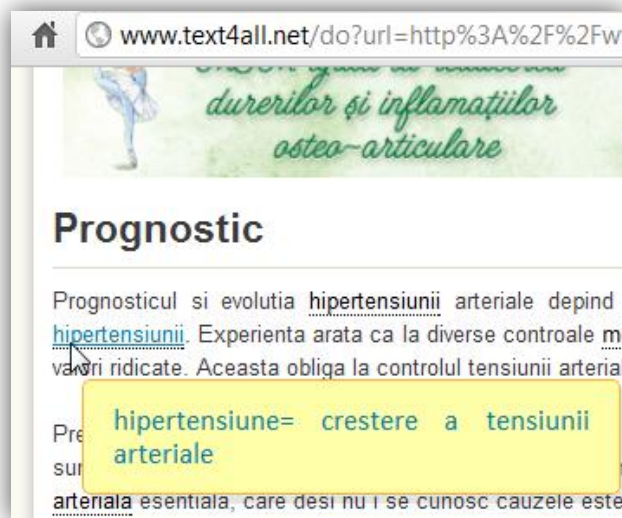 www.text4all.net/do?url=http%3A%2F%2Fw
durerilor și inflamațiilor
osteo-articulare
Prognostic
Prognosticul si evolutia hipertensiunii arteriale depind
hipertensiunii. Experienta arata ca la diverse controale
ridicate. Aceasta obliga la controlul tensiunii
hipertensiune= crestere a tensiunii
arteriale
arteriala esentiala, care desi nu i se cunosc cauzele este